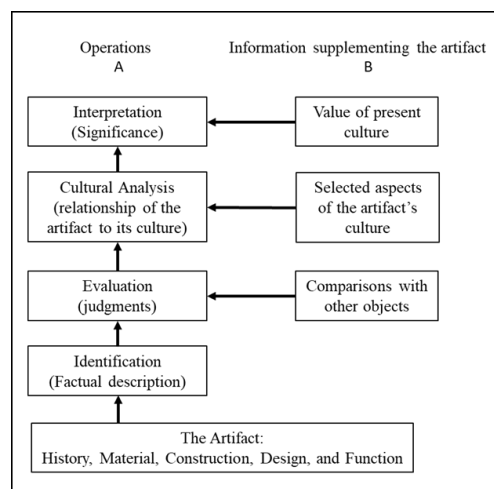 Operations
A
Information supplementing the artifact
B
Interpretation
(Significance)
Value of present
culture
Cultural Analysis
(relationship of the
artifact to its culture)
Selected aspects
of the artifact's
culture
Evaluation
(judgments)
Comparisons with
other objects
Identification
(Factual description)
The Artifact:
History, Material, Construction, Design, and Function